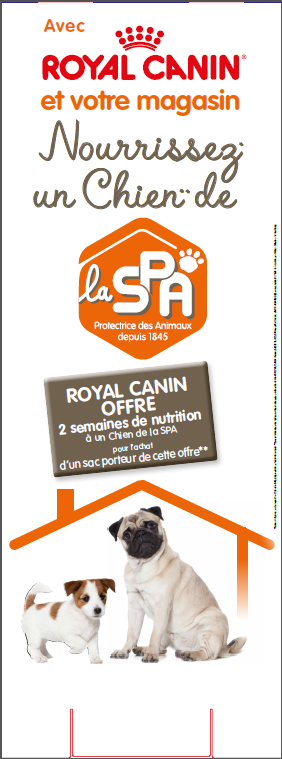 Avec
ROYAL CANIN
et votre magasin
Nourrissez*
un Chien** de
la SPA
Protectrice des Animaux
depuis 1845
ROYAL CANIN
OFFRE
2 semaines de nutrition
à un Chien de la SPA
pour l'achat
d'un sac porteur de cette offre**